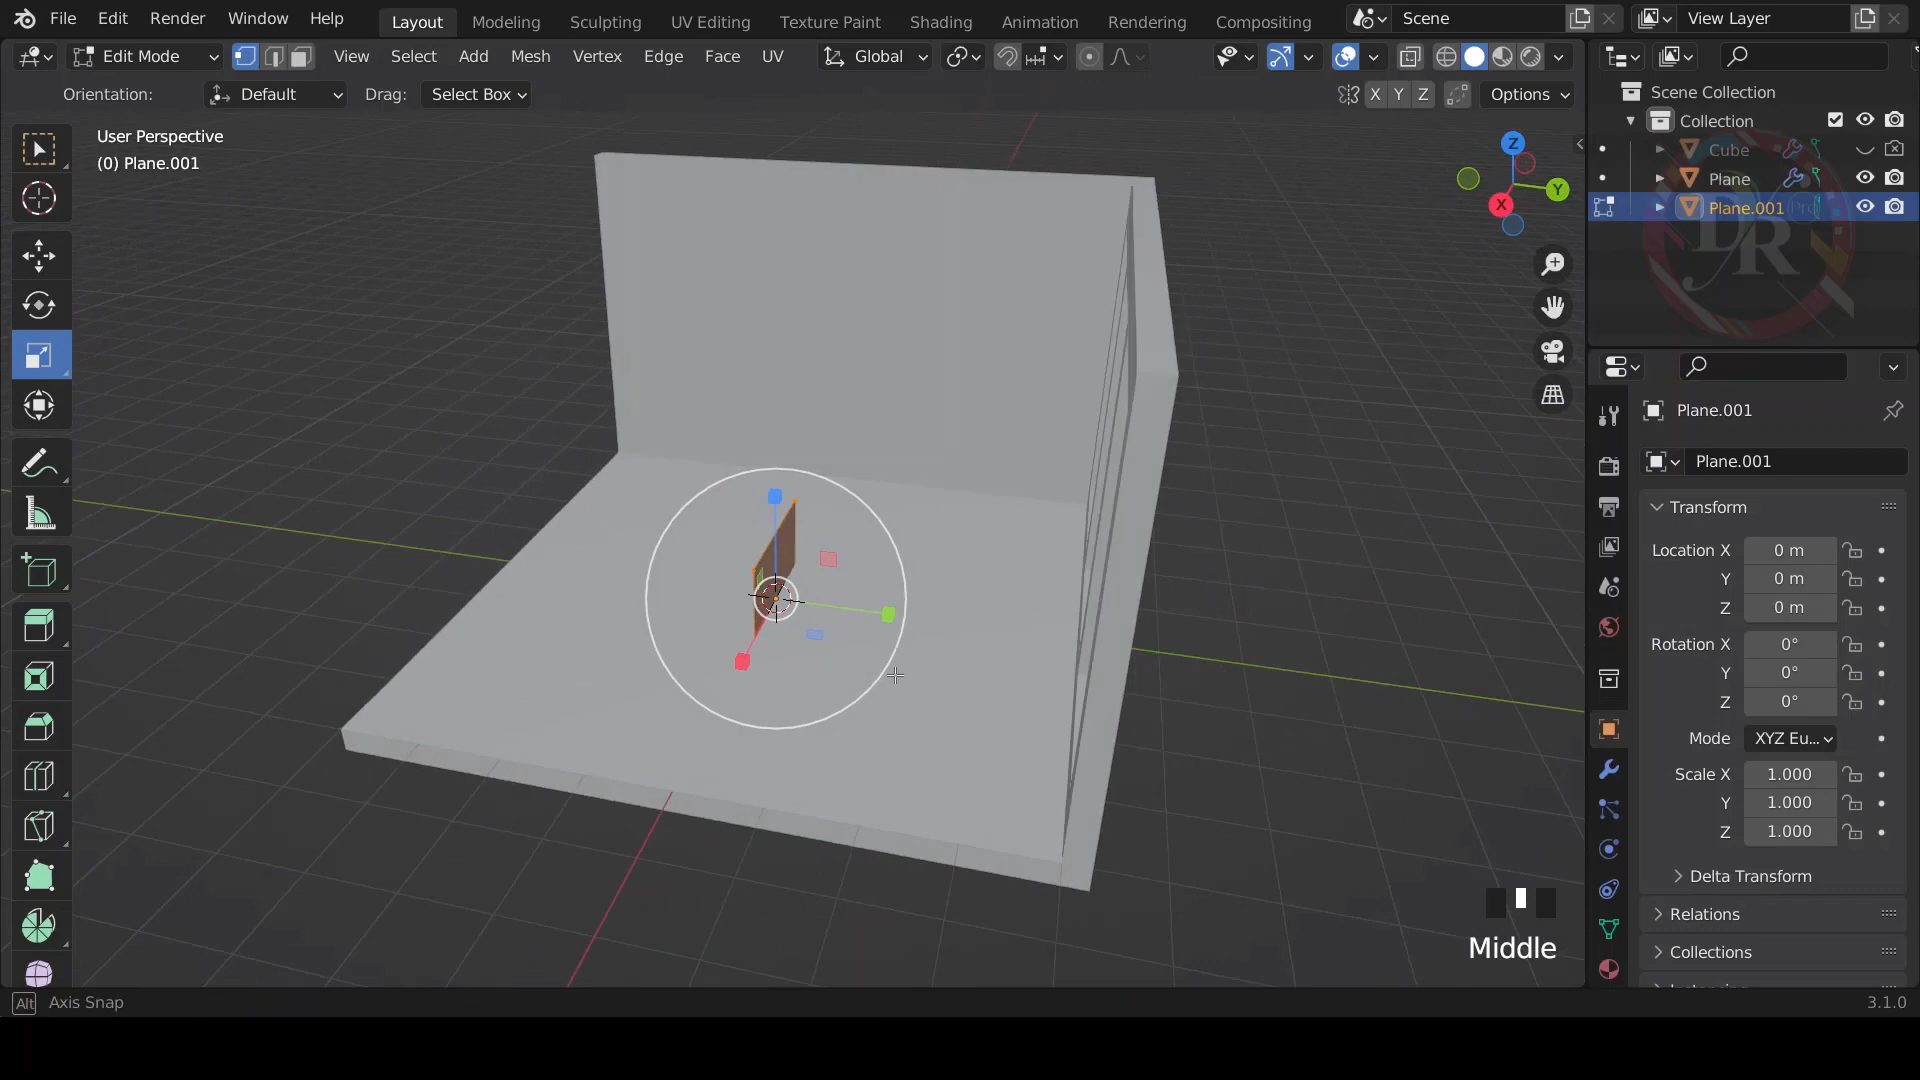 File Edit Render Window Help Layout Modeling Sculpting UV Editing Texture Paint Shading Animation Rendering Compositing Scene View Layer
Edit Mode View Select Add Mesh Vertex Edge Face UV Global
Orientation: Default Drag: Select Box X Y Z Options
Scene Collection
Collection
Cube
Plane
Plane.001
User Perspective
(0) Plane.001
Z
Y
X
DR
Plane.001
Plane.001
Transform
Location X 0 m
Y 0 m
Z 0 m
Rotation X 0°
Y 0°
Z 0°
Mode XYZ Eu...
Scale X 1.000
Y 1.000
Z 1.000
Delta Transform
Relations
Collections
Middle
Alt Axis Snap
3.1.0